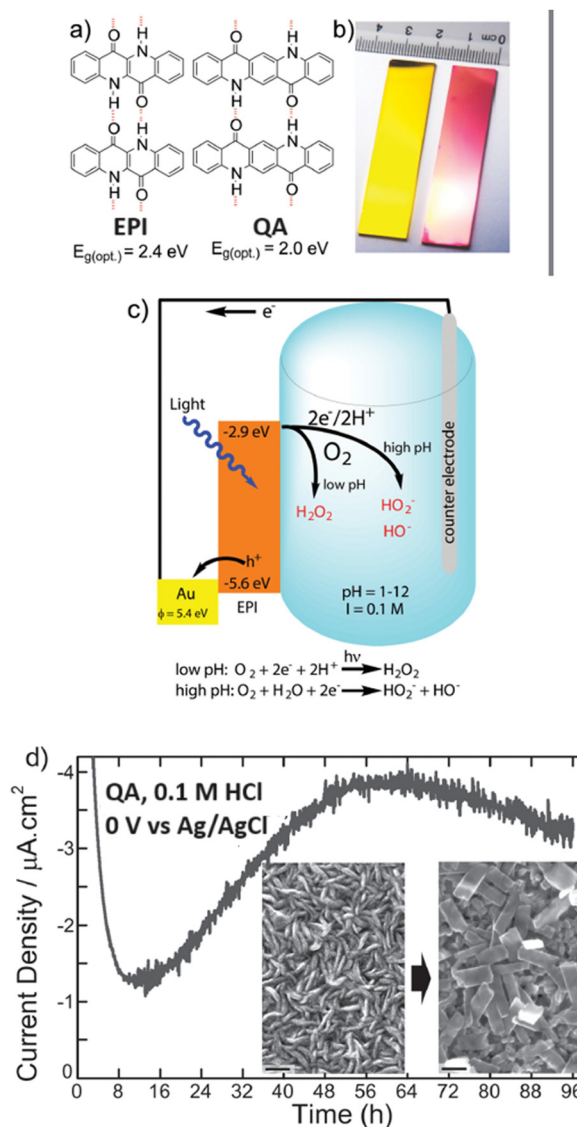 a)
O H
N
O H
N
N
H O
N
H O
O H
N
O H
N
N
H O
N
H O
EPI QA
E_g(opt.) = 2.4 eV E_g(opt.) = 2.0 eV
b)
4 3 2 1 0cm
c)
e⁻
Light
-2.9 eV
2e⁻/2H⁺
O₂
high pH
low pH
H₂O₂
HO₂⁻
HO⁻
counter electrode
h⁺
-5.6 eV
Au
ϕ = 5.4 eV
EPI
pH = 1-12
I = 0.1 M
hν
low pH: O₂ + 2e⁻ + 2H⁺ → H₂O₂
high pH: O₂ + H₂O + 2e⁻ → HO₂⁻ + HO⁻
d)
QA, 0.1 M HCl
0 V vs Ag/AgCl
Current Density / µA.cm²
-4
-3
-2
-1
0
0 8 16 24 32 40 48 56 64 72 80 88 96
Time (h)